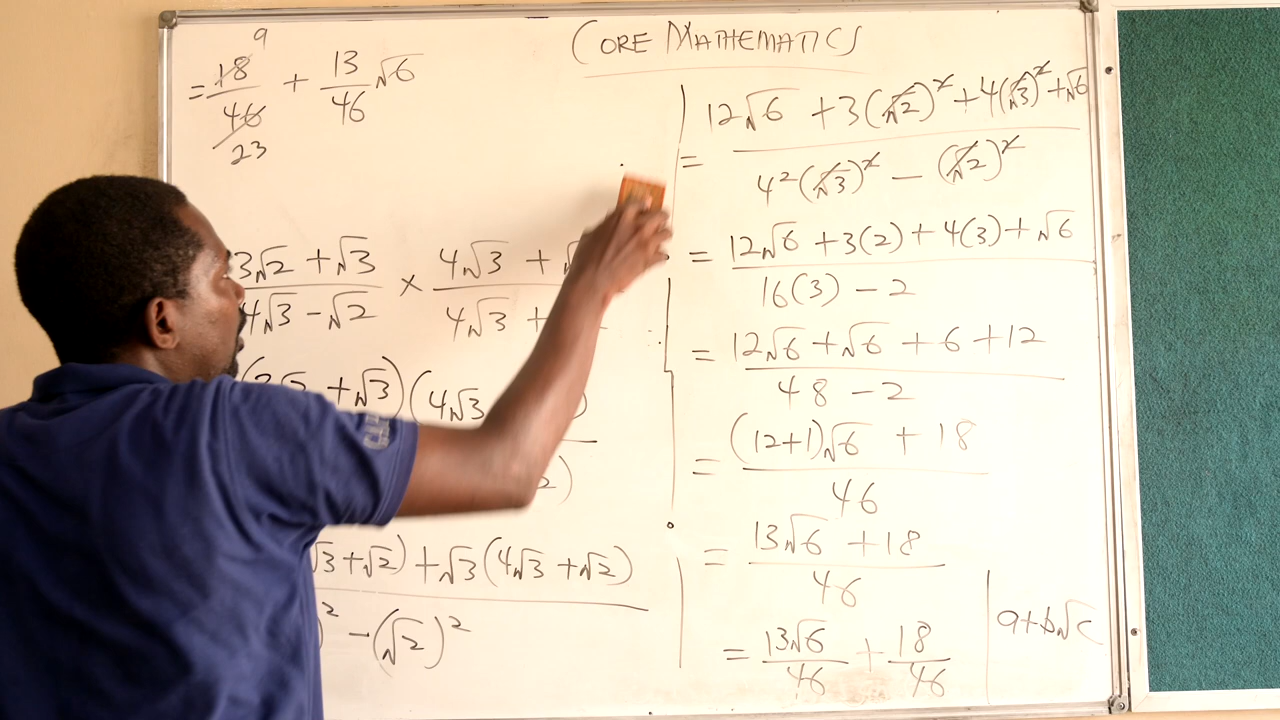 CORE MATHEMATICS
= 18/46 + 13/46 √6
9
23
3√2 + √3 / 4√3 - √2 × 4√3 + / 4√3 +
+ √3)(4√3
2)
√3 + √2) + √3(4√3 + √2)
)² - (√2)²
= 12√6 + 3(√2)² + 4(√3)² + √6 / 4²(√3)² - (√2)²
= 12√6 + 3(2) + 4(3) + √6 / 16(3) - 2
= 12√6 + √6 + 6 + 12 / 48 - 2
= (12+1)√6 + 18 / 46
= 13√6 + 18 / 46
= 13√6/46 + 18/46
a+b√c